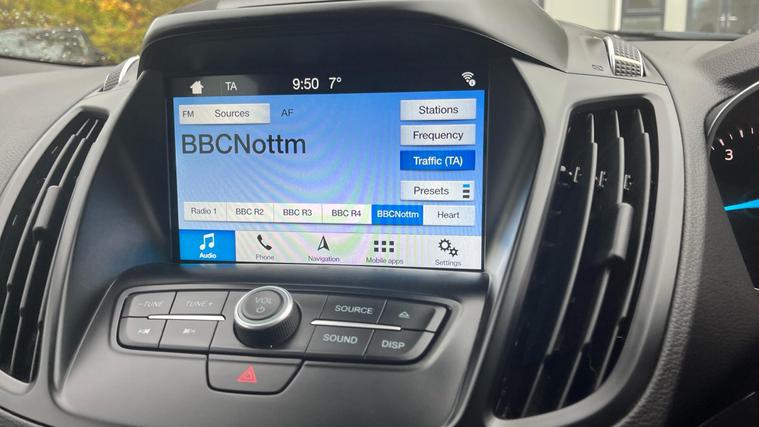 TA 9:50 7°
FM Sources AF Stations
BBCNottm
Frequency
Traffic (TA)
Presets
Radio 1 BBC R2 BBC R3 BBC R4 BBCNottm Heart
Audio Phone Navigation Mobile apps Settings
–TUNE TUNE + VOL SOURCE
SOUND DISP
3